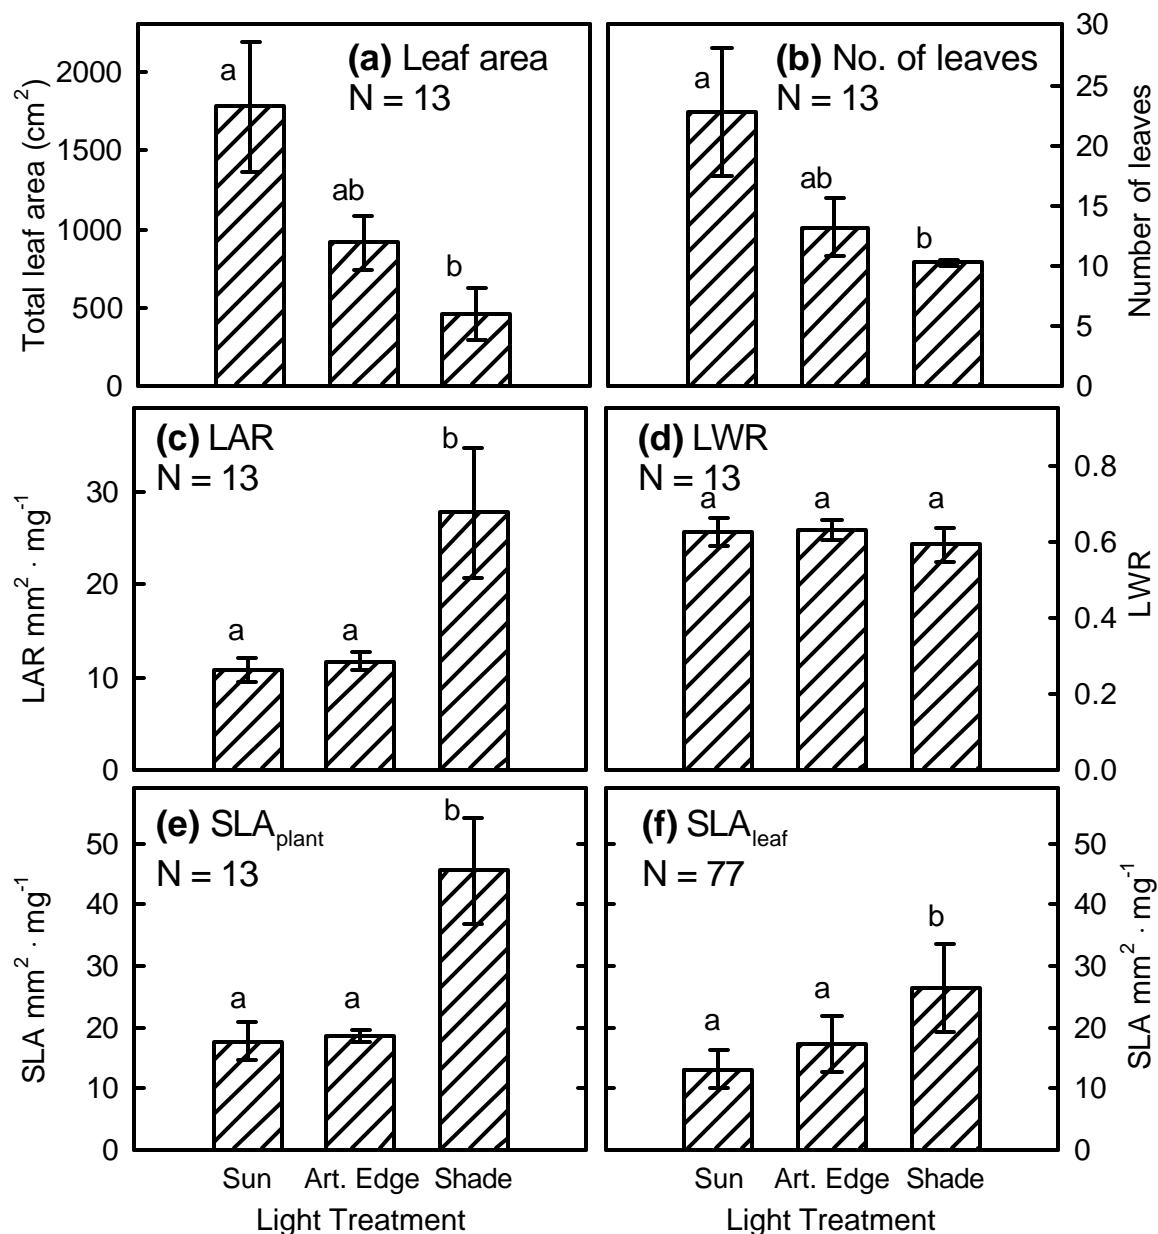 (a) Leaf area
N = 13
Total leaf area (cm²)
2000
1500
1000
500
0
a
ab
b
(b) No. of leaves
N = 13
Number of leaves
30
25
20
15
10
5
0
a
ab
b
(c) LAR
N = 13
LAR mm² · mg⁻¹
30
20
10
0
a
a
b
(d) LWR
N = 13
LWR
0.8
0.6
0.4
0.2
0.0
a
a
a
(e) SLAplant
N = 13
SLA mm² · mg⁻¹
50
40
30
20
10
0
a
a
b
Sun Art. Edge Shade
Light Treatment
(f) SLAleaf
N = 77
SLA mm² · mg⁻¹
50
40
30
20
10
0
a
a
b
Sun Art. Edge Shade
Light Treatment